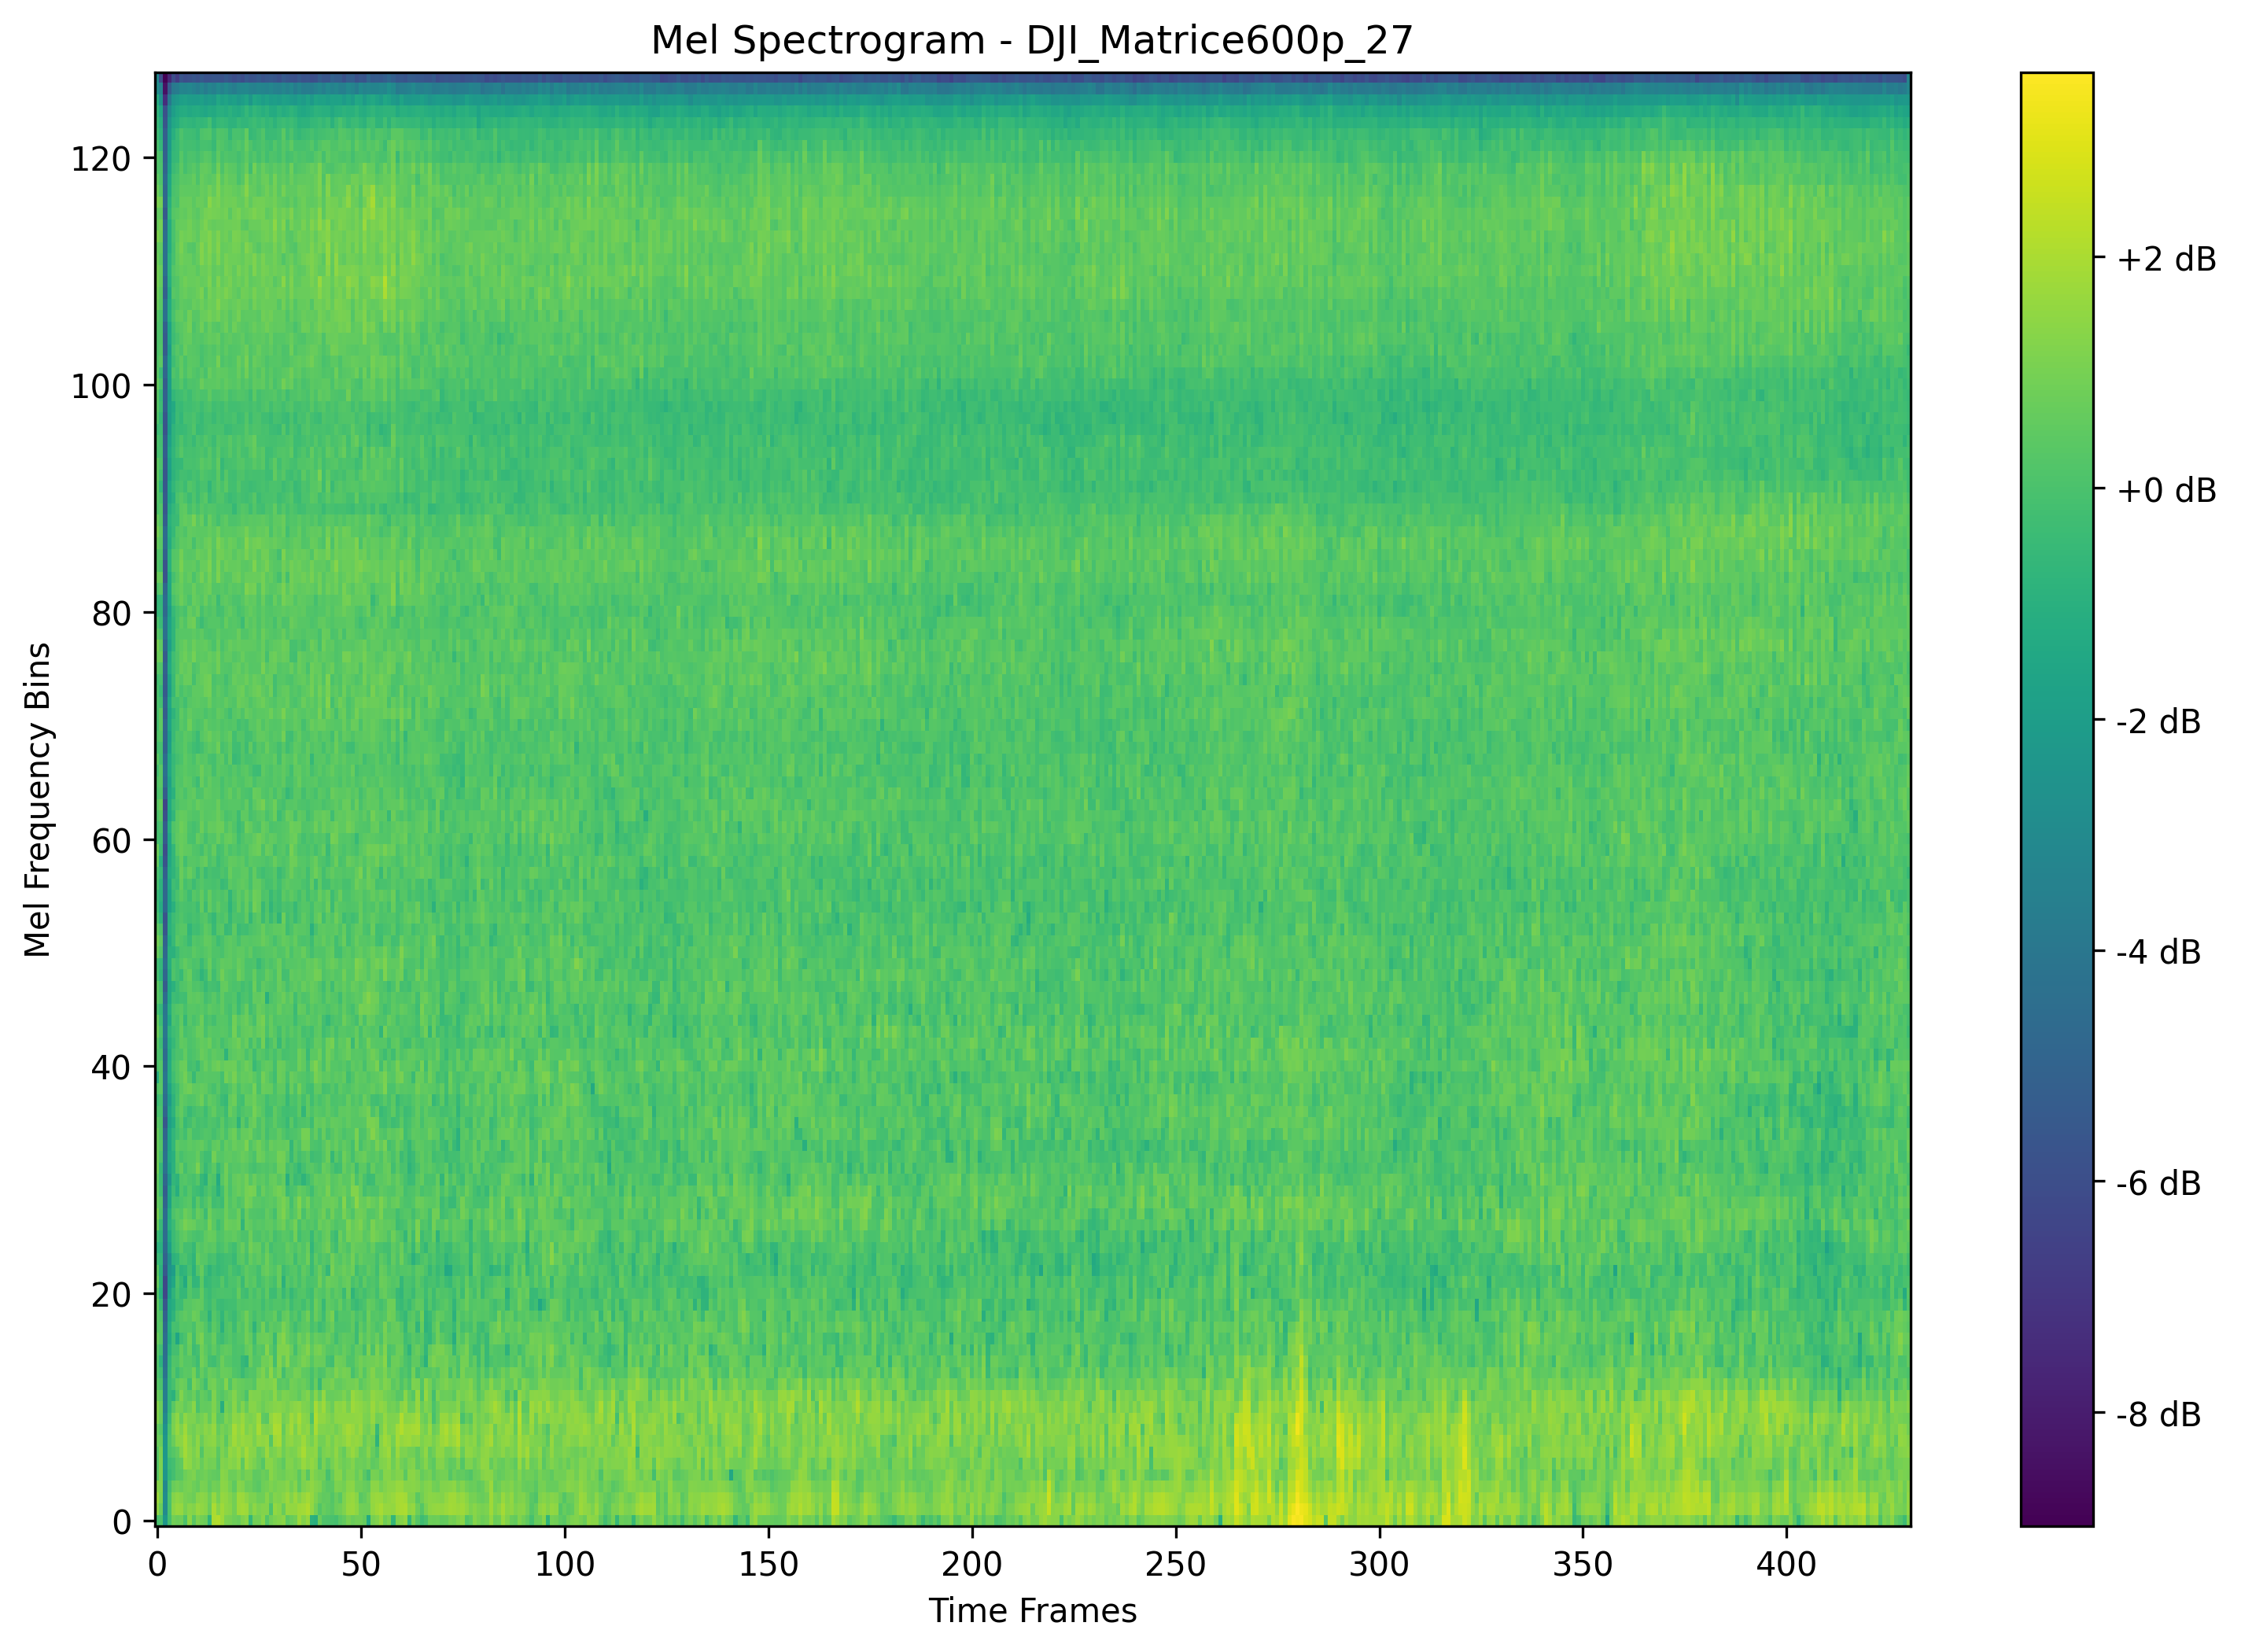 Mel Spectrogram - DJI_Matrice600p_27
Mel Frequency Bins
120
100
80
60
40
20
0
0 50 100 150 200 250 300 350 400
Time Frames
+2 dB
+0 dB
-2 dB
-4 dB
-6 dB
-8 dB